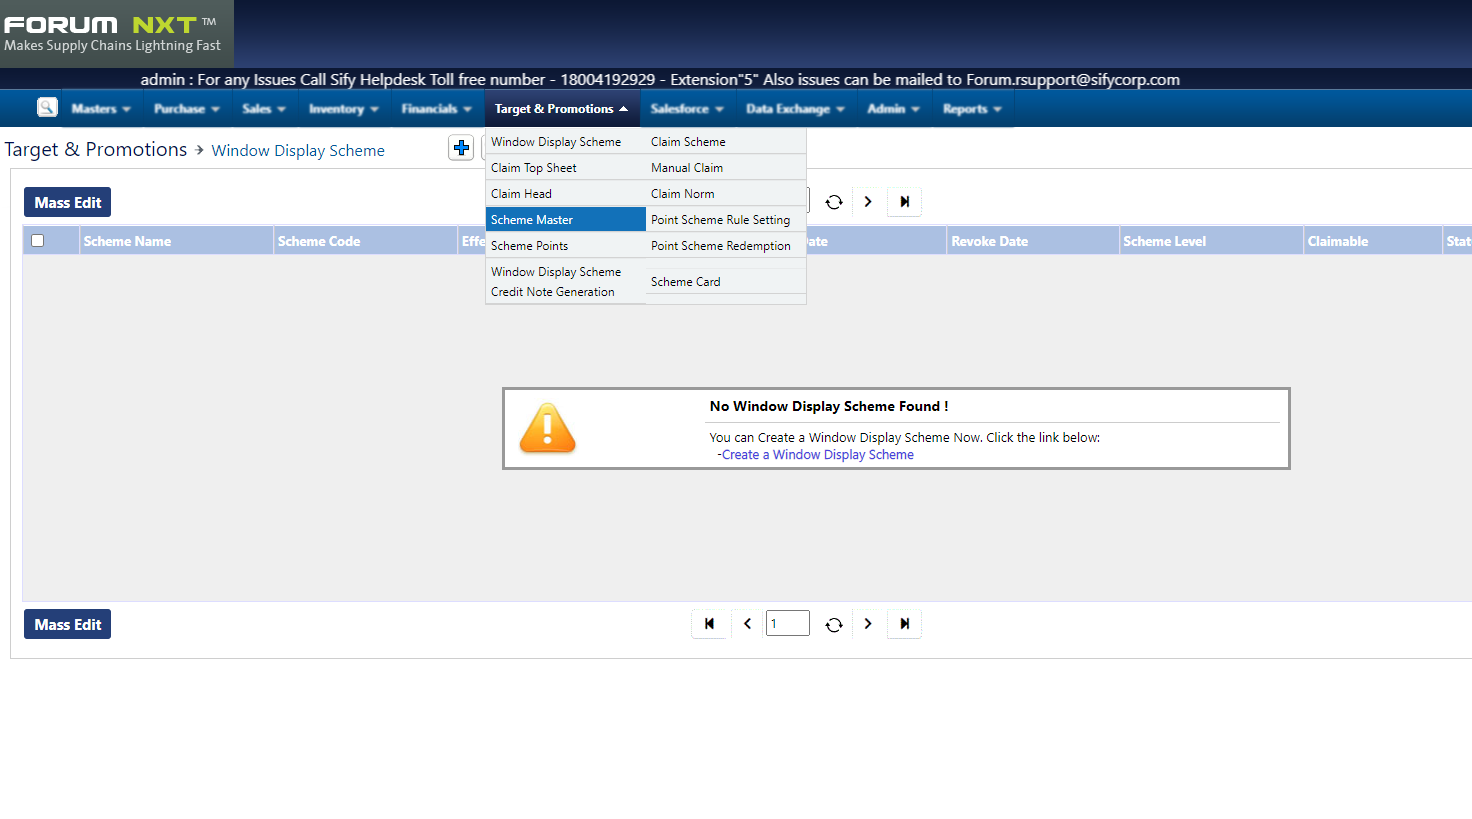 FORUM NXT TM
Makes Supply Chains Lightning Fast
admin : For any Issues Call Sify Helpdesk Toll free number - 18004192929 - Extension"5" Also issues can be mailed to Forum.rsupport@sifycorp.com
Masters Purchase Sales Inventory Financials Target & Promotions Salesforce Data Exchange Admin Reports
Target & Promotions Window Display Scheme
Window Display Scheme Claim Scheme
Claim Top Sheet Manual Claim
Claim Head Claim Norm
Scheme Master Point Scheme Rule Setting
Scheme Points Point Scheme Redemption
Window Display Scheme
Credit Note Generation
Scheme Card
Mass Edit
Scheme Name Scheme Code Effe ate Revoke Date Scheme Level Claimable Stat
No Window Display Scheme Found !
You can Create a Window Display Scheme Now. Click the link below:
-Create a Window Display Scheme
Mass Edit
1